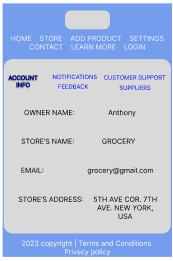 HOME STORE ADD PRODUCT SETTINGS
CONTACT LEARN MORE LOGIN
ACCOUNT INFO
NOTIFICATIONS
CUSTOMER SUPPORT
FEEDBACK
SUPPLIERS
OWNER NAME: Anthony
STORE'S NAME: GROCERY
EMAIL: grocery@gmail.com
STORE'S ADDRESS: 5TH AVE COR. 7TH
AVE. NEW YORK,
USA
2023 copyright | Terms and Conditions
Privacy policy